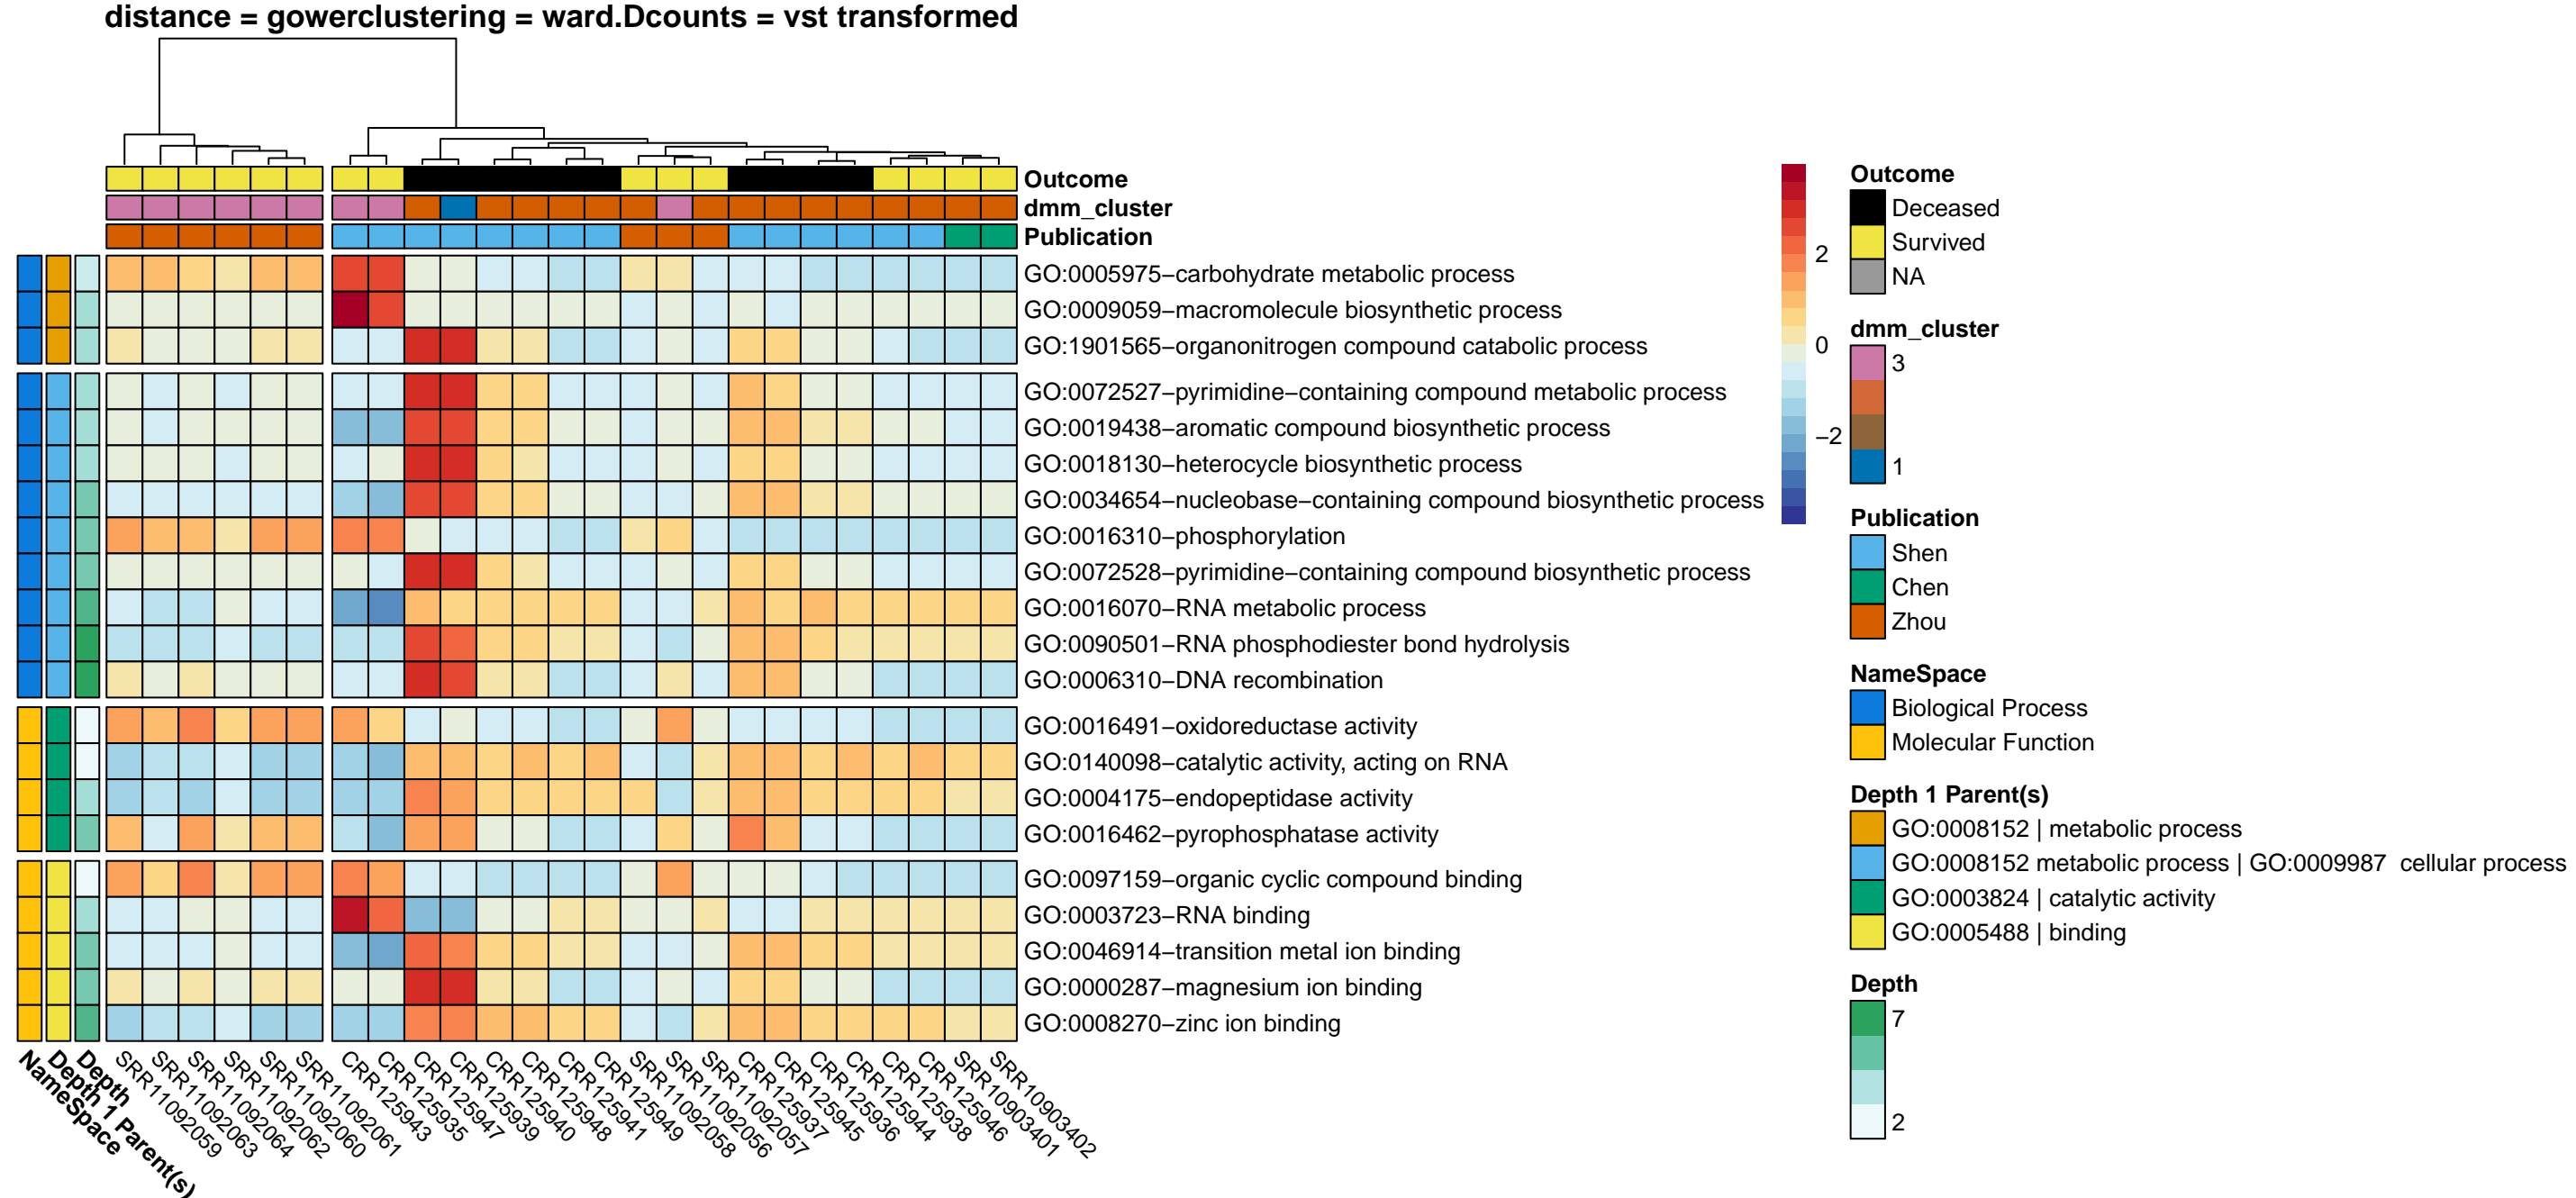 distance = gowerclustering = ward.Dcounts = vst transformed
Outcome
dmm_cluster
Publication
GO:0005975−carbohydrate metabolic process
GO:0009059−macromolecule biosynthetic process
GO:1901565−organonitrogen compound catabolic process
GO:0072527−pyrimidine−containing compound metabolic process
GO:0019438−aromatic compound biosynthetic process
GO:0018130−heterocycle biosynthetic process
GO:0034654−nucleobase−containing compound biosynthetic process
GO:0016310−phosphorylation
GO:0072528−pyrimidine−containing compound biosynthetic process
GO:0016070−RNA metabolic process
GO:0090501−RNA phosphodiester bond hydrolysis
GO:0006310−DNA recombination
GO:0016491−oxidoreductase activity
GO:0140098−catalytic activity, acting on RNA
GO:0004175−endopeptidase activity
GO:0016462−pyrophosphatase activity
GO:0097159−organic cyclic compound binding
GO:0003723−RNA binding
GO:0046914−transition metal ion binding
GO:0000287−magnesium ion binding
GO:0008270−zinc ion binding
NameSpace
Depth 1 Parent(s)
Depth
SRR11092059
SRR11092063
SRR11092064
SRR11092062
SRR11092060
SRR11092061
CRR125943
CRR125935
CRR125947
CRR125939
CRR125940
CRR125948
CRR125941
CRR125949
SRR11092058
SRR11092056
SRR11092057
CRR125937
CRR125945
CRR125936
CRR125944
CRR125938
CRR125946
SRR10903401
SRR10903402
2
0
−2
Outcome
Deceased
Survived
NA
dmm_cluster
3
1
Publication
Shen
Chen
Zhou
NameSpace
Biological Process
Molecular Function
Depth 1 Parent(s)
GO:0008152 | metabolic process
GO:0008152 metabolic process | GO:0009987  cellular process
GO:0003824 | catalytic activity
GO:0005488 | binding
Depth
7
2